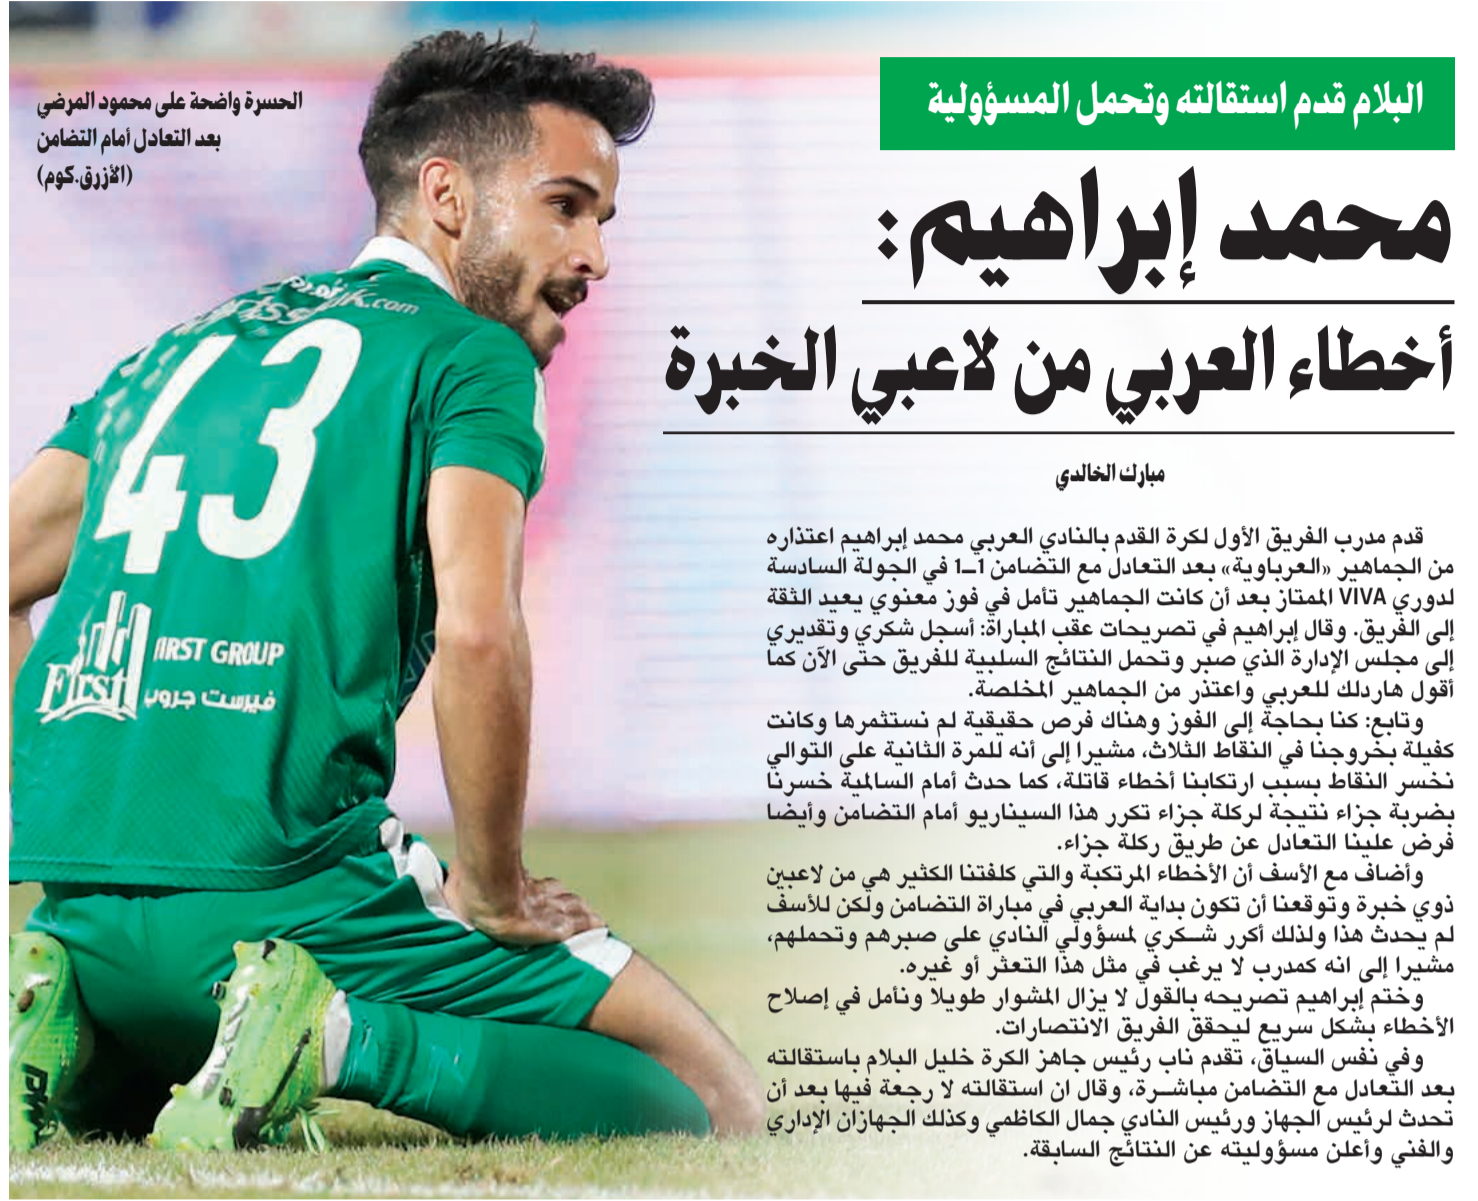 البلام قدم استقالته وتحمل المسؤولية
محمد إبراهيم:
أخطاء العربي من لاعبي الخبرة
مبارك الخالدي
قدم مدرب الفريق الأول لكرة القدم بالنادي العربي محمد إبراهيم اعتذاره
من الجماهير «العرباوية» بعد التعادل مع التضامن 1-1 في الجولة السادسة
لدوري VIVA الممتاز بعد أن كانت الجماهير تأمل في فوز معنوي يعيد الثقة
إلى الفريق. وقال إبراهيم في تصريحات عقب المباراة: أسجل شكري وتقديري
إلى مجلس الإدارة الذي صبر وتحمل النتائج السلبية للفريق حتى الآن كما
أقول هاردلك للعربي واعتذر من الجماهير المخلصة.
وتابع: كنا بحاجة إلى الفوز وهناك فرص حقيقية لم نستثمرها وكانت
كفيلة بخروجنا في النقاط الثلاث، مشيرا إلى أنه للمرة الثانية على التوالي
نخسر النقاط بسبب ارتكابنا أخطاء قاتلة، كما حدث أمام السالمية خسرنا
بضربة جزاء نتيجة لركلة جزاء تكرر هذا السيناريو أمام التضامن وأيضا
فرض علينا التعادل عن طريق ركلة جزاء.
وأضاف مع الأسف أن الأخطاء المرتكبة والتي كلفتنا الكثير هي من لاعبين
ذوي خبرة وتوقعنا أن تكون بداية العربي في مباراة التضامن ولكن للأسف
لم يحدث هذا ولذلك أكرر شكري لمسؤولي النادي على صبرهم وتحملهم،
مشيرا إلى انه كمدرب لا يرغب في مثل هذا التعثر أو غيره.
وختم إبراهيم تصريحه بالقول لا يزال المشوار طويلا ونأمل في إصلاح
الأخطاء بشكل سريع ليحقق الفريق الانتصارات.
وفي نفس السياق، تقدم ناب رئيس جاهز الكرة خليل البلام باستقالته
بعد التعادل مع التضامن مباشرة، وقال ان استقالته لا رجعة فيها بعد أن
تحدث لرئيس الجهاز ورئيس النادي جمال الكاظمي وكذلك الجهازان الإداري
والفني وأعلن مسؤوليته عن النتائج السابقة.
الحسرة واضحة على محمود المرضي
بعد التعادل أمام التضامن
(الأزرق.كوم)
.com
43
First
FIRST GROUP
فيرست جروب